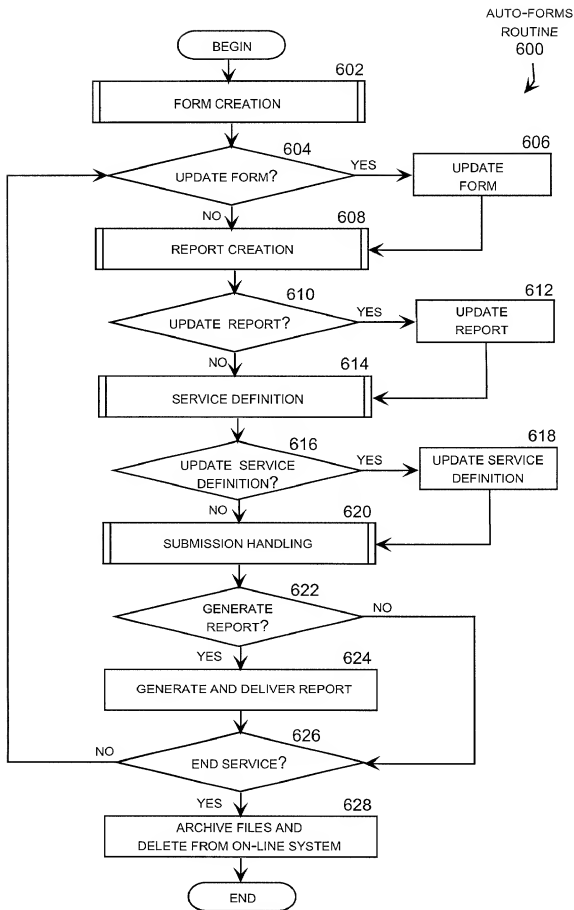 AUTO-FORMS
ROUTINE
600
BEGIN
602
FORM CREATION
604
UPDATE FORM?
YES
606
UPDATE
FORM
NO
608
REPORT CREATION
610
UPDATE REPORT?
YES
612
UPDATE
REPORT
NO
614
SERVICE DEFINITION
616
UPDATE SERVICE
DEFINITION?
YES
618
UPDATE SERVICE
DEFINITION
NO
620
SUBMISSION HANDLING
622
GENERATE
REPORT?
NO
YES
624
GENERATE AND DELIVER REPORT
626
END SERVICE?
NO
YES
628
ARCHIVE FILES AND
DELETE FROM ON-LINE SYSTEM
END